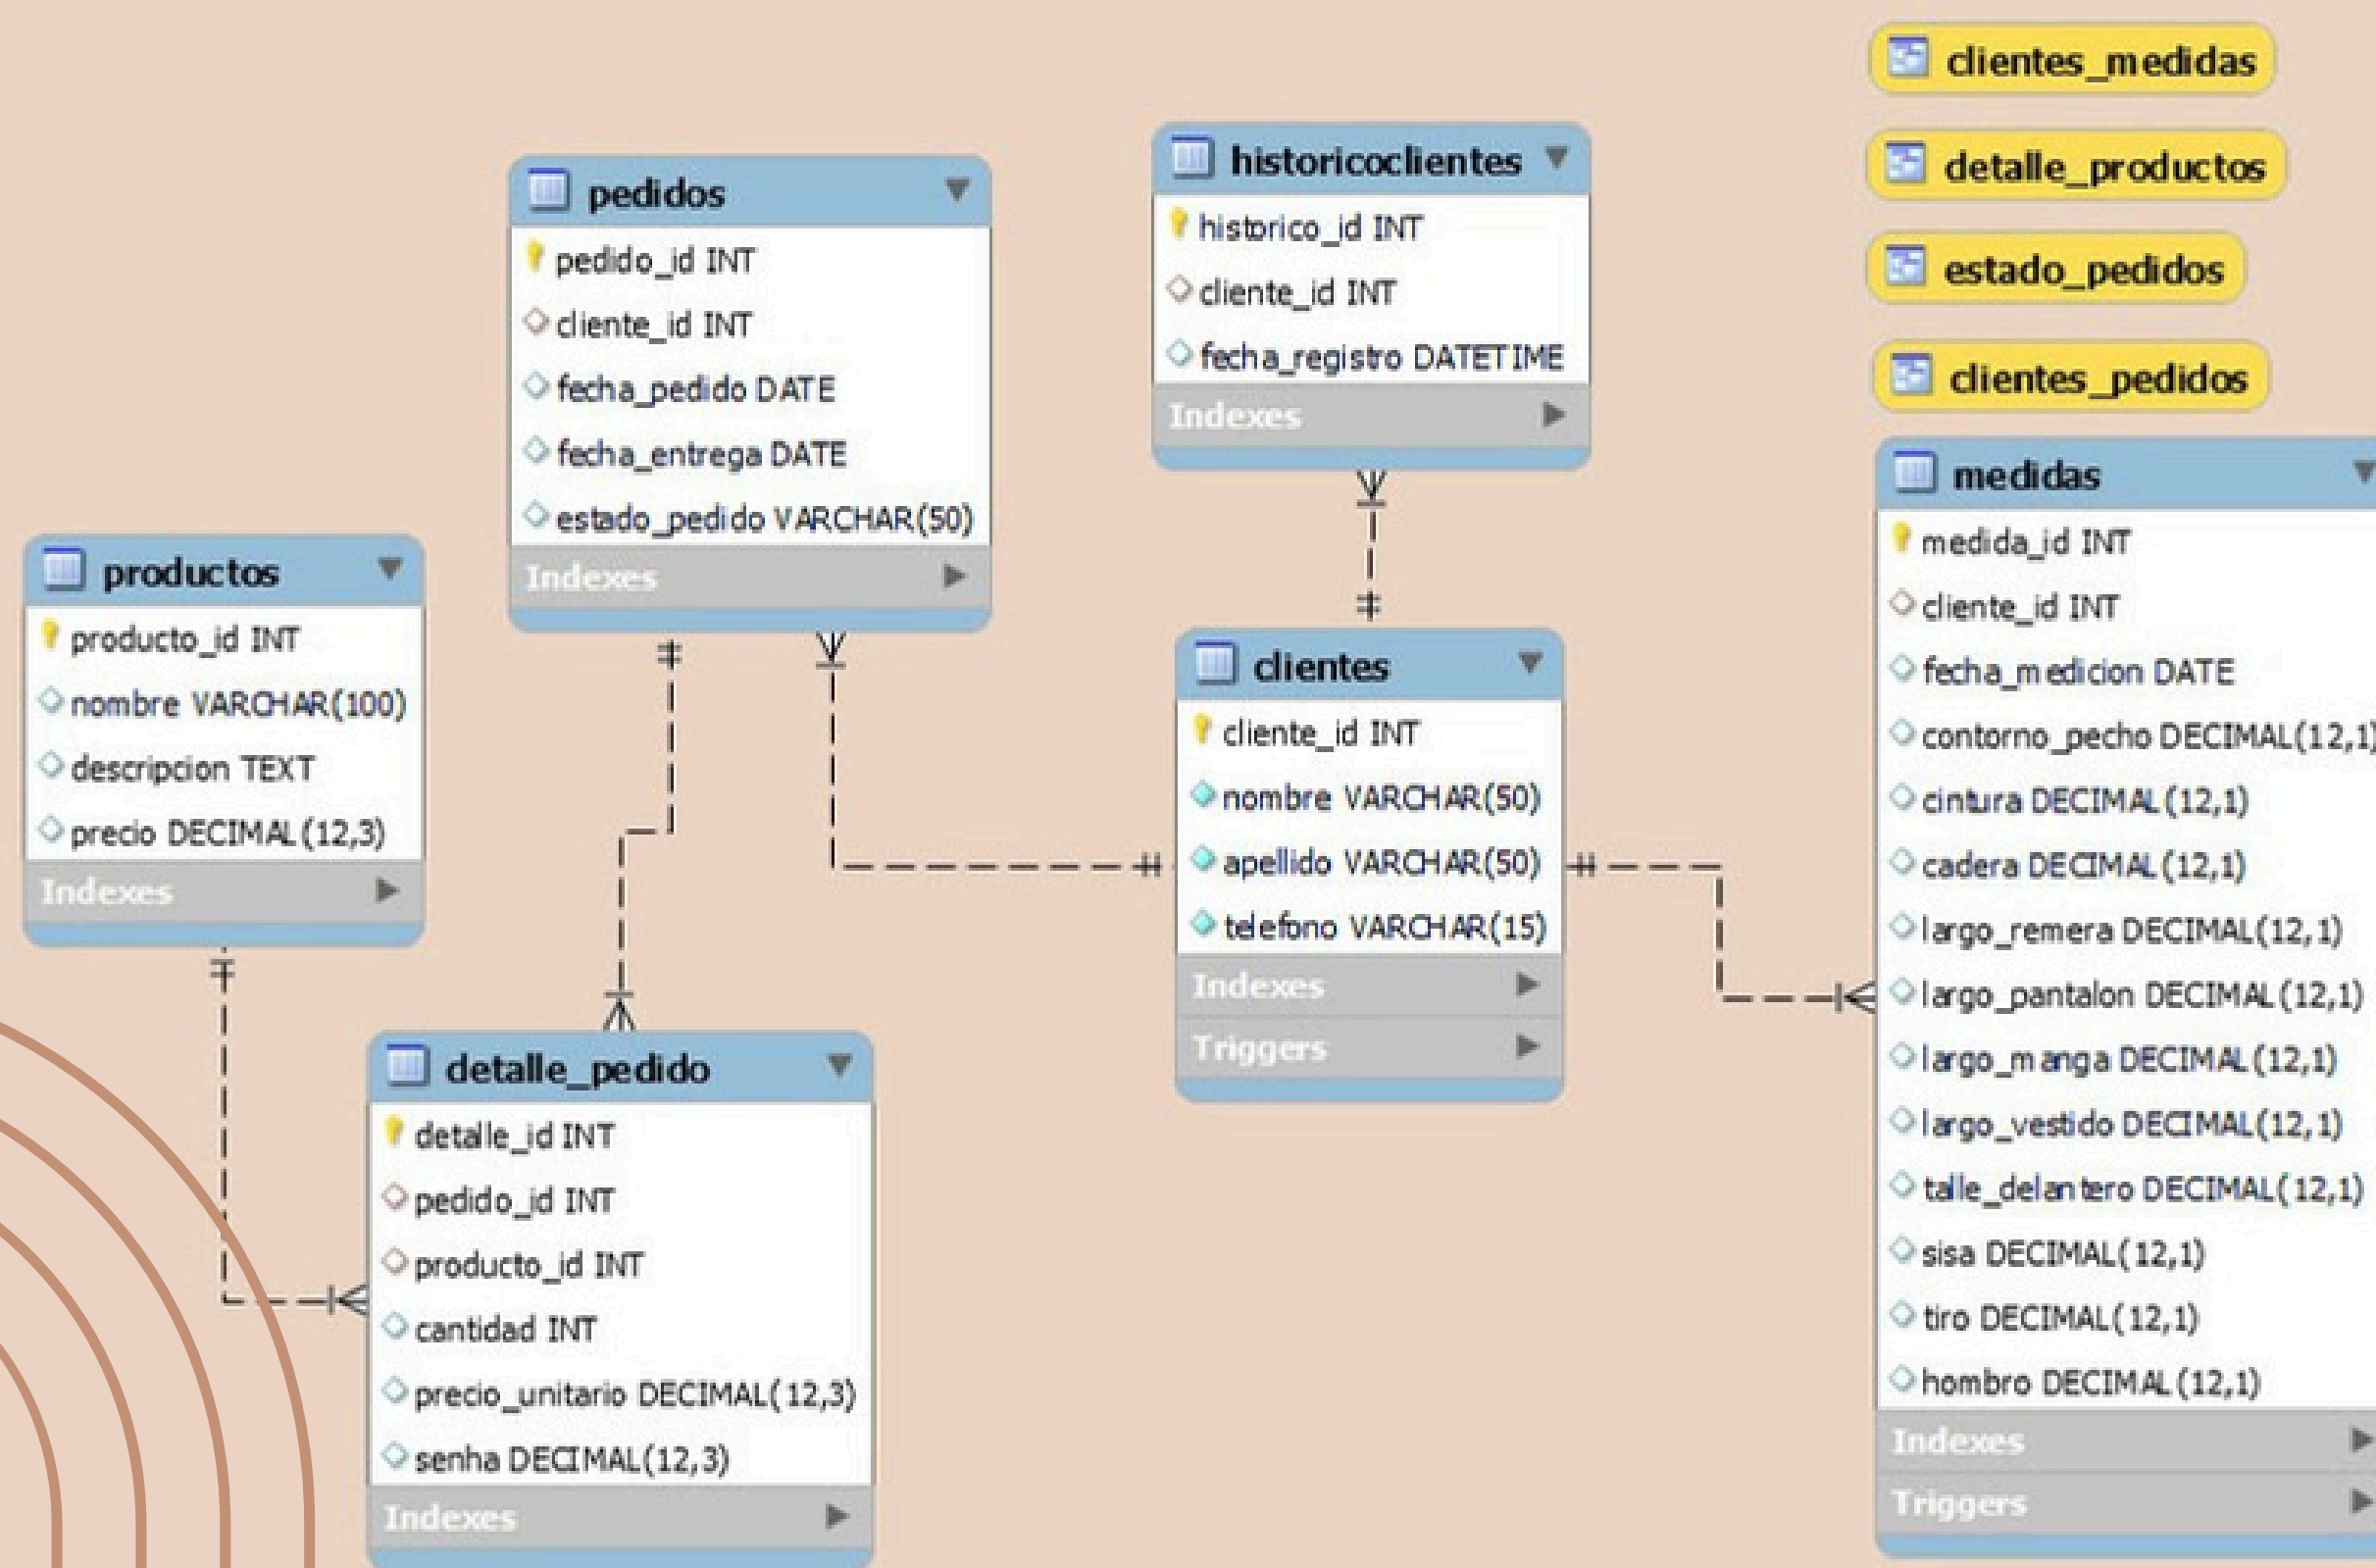 clientes_medidas
detalle_productos
estado_pedidos
clientes_pedidos
pedidos
pedido_id INT
cliente_id INT
fecha_pedido DATE
fecha_entrega DATE
estado_pedido VARCHAR(50)
Indexes
historicoclientes
historico_id INT
cliente_id INT
fecha_registro DATETIME
Indexes
productos
producto_id INT
nombre VARCHAR(100)
descripcion TEXT
precio DECIMAL(12,3)
Indexes
clientes
cliente_id INT
nombre VARCHAR(50)
apellido VARCHAR(50)
telefono VARCHAR(15)
Indexes
Triggers
medidas
medida_id INT
cliente_id INT
fecha_medicion DATE
contorno_pecho DECIMAL(12,1)
cintura DECIMAL(12,1)
cadera DECIMAL(12,1)
largo_remera DECIMAL(12,1)
largo_pantalon DECIMAL(12,1)
largo_manga DECIMAL(12,1)
largo_vestido DECIMAL(12,1)
talle_delantero DECIMAL(12,1)
sisa DECIMAL(12,1)
tiro DECIMAL(12,1)
hombro DECIMAL(12,1)
Indexes
Triggers
detalle_pedido
detalle_id INT
pedido_id INT
producto_id INT
cantidad INT
precio_unitario DECIMAL(12,3)
senha DECIMAL(12,3)
Indexes